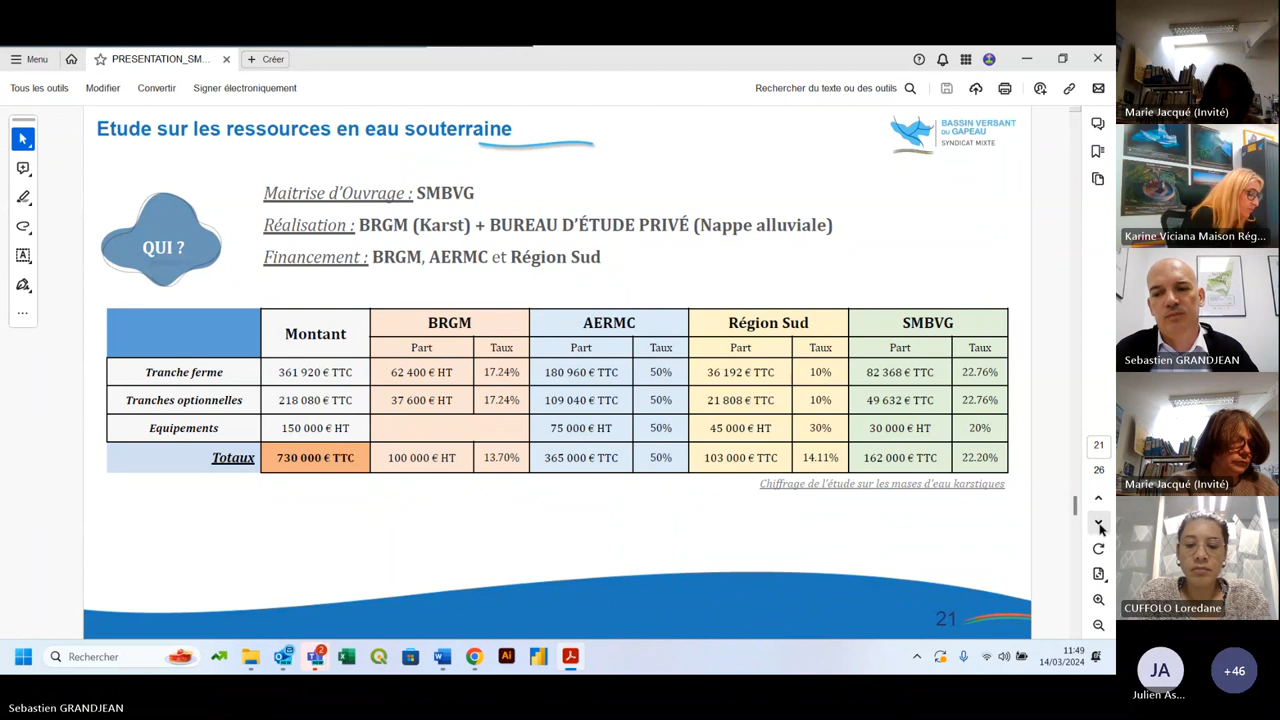 Menu
PRESENTATION_SM...
Créer
Tous les outils
Modifier
Convertir
Signer électroniquement
Rechercher du texte ou des outils
Etude sur les ressources en eau souterraine
BASSIN VERSANT
DU GAPEAU
SYNDICAT MIXTE
QUI ?
Maitrise d'Ouvrage : SMBVG
Réalisation : BRGM (Karst) + BUREAU D'ÉTUDE PRIVÉ (Nappe alluviale)
Financement : BRGM, AERMC et Région Sud
Montant BRGM AERMC Région Sud SMBVG
Part Taux Part Taux Part Taux Part Taux
Tranche ferme 361 920 € TTC 62 400 € HT 17.24% 180 960 € TTC 50% 36 192 € TTC 10% 82 368 € TTC 22.76%
Tranches optionnelles 218 080 € TTC 37 600 € HT 17.24% 109 040 € TTC 50% 21 808 € TTC 10% 49 632 € TTC 22.76%
Equipements 150 000 € HT 75 000 € HT 50% 45 000 € HT 30% 30 000 € HT 20%
Totaux 730 000 € TTC 100 000 € HT 13.70% 365 000 € TTC 50% 103 000 € TTC 14.11% 162 000 € TTC 22.20%
Chiffrage de l'étude sur les mases d'eau karstiques
21
21
26
Rechercher
2
11:49
14/03/2024
Sebastien GRANDJEAN
Marie Jacqué (Invité)
Karine Viciana Maison Rég...
Sebastien GRANDJEAN
Marie Jacqué (Invité)
CUFFOLO Loredane
JA
Julien As...
+46